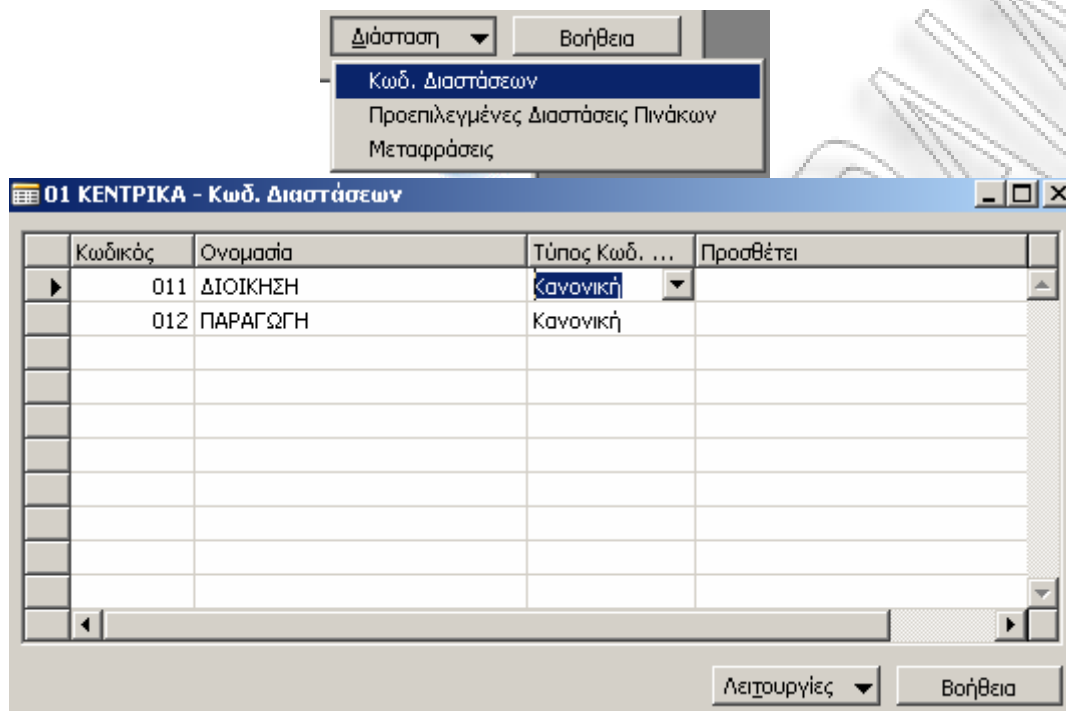 Διάσταση Βοήθεια
Κωδ. Διαστάσεων
Προεπιλεγμένες Διαστάσεις Πινάκων
Μεταφράσεις
01 ΚΕΝΤΡΙΚΑ - Κωδ. Διαστάσεων
Κωδικός Ονομασία Τύπος Κωδ. ... Προσθέτει
011 ΔΙΟΙΚΗΣΗ Κανονική
012 ΠΑΡΑΓΩΓΗ Κανονική
Λειτουργίες Βοήθεια